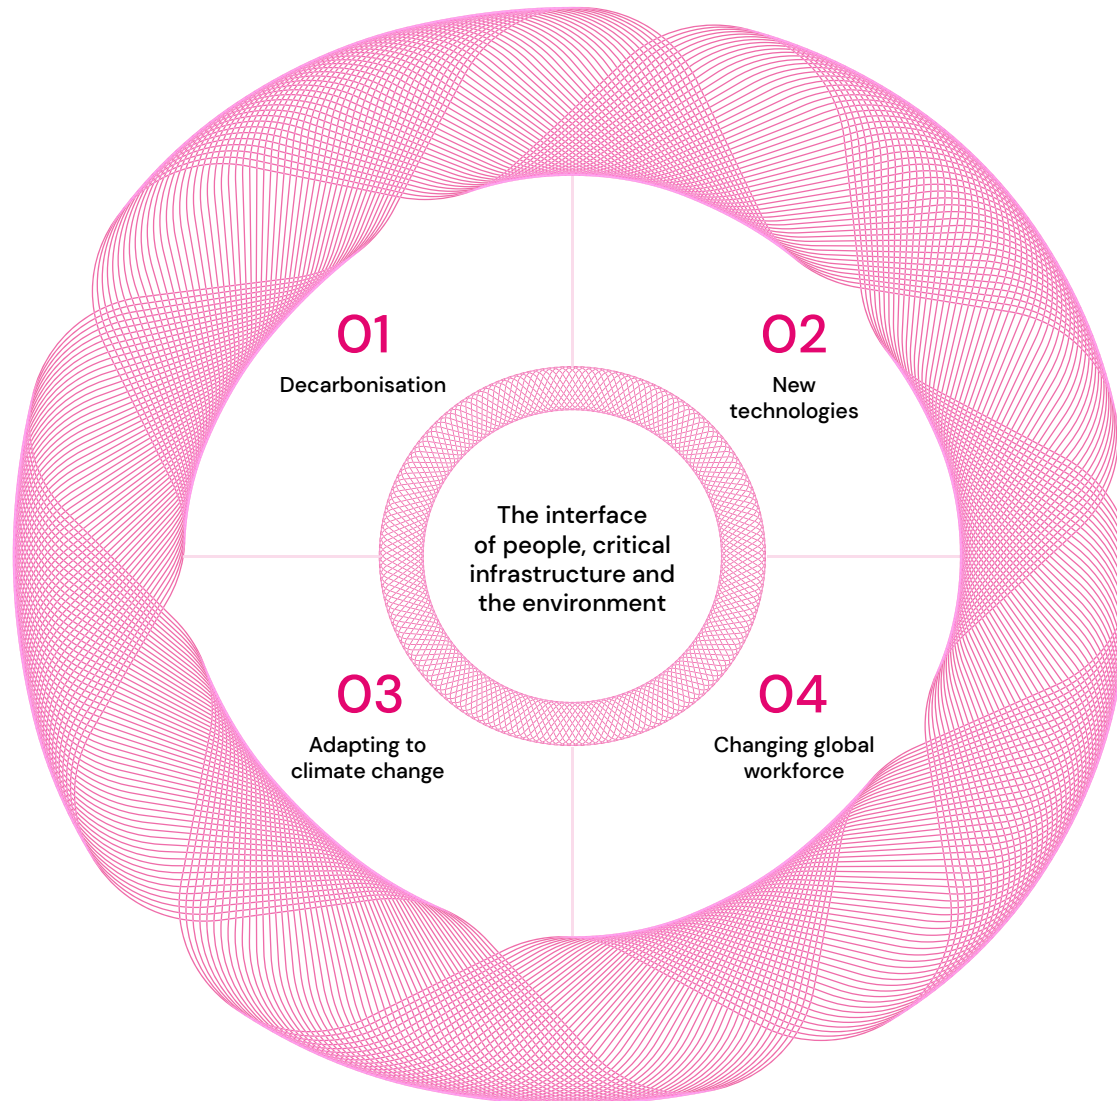 01
Decarbonisation
02
New
technologies
The interface
of people, critical
infrastructure and
the environment
03
Adapting to
climate change
04
Changing global
workforce